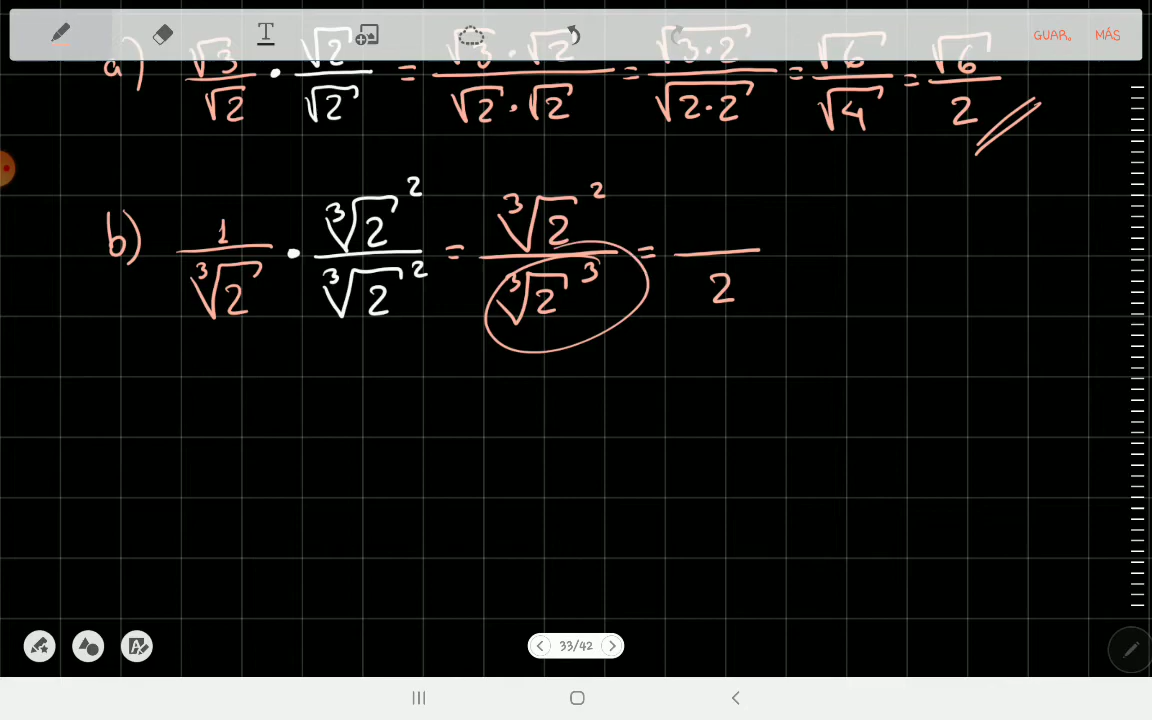 GUAR. MÁS
a) √3/√2 · √2/√2 = √3·√2/√2·√2 = √3·2/√2·2 = √6/√4 = √6/2
b) 1/∛2 · ∛2²/∛2² = ∛2²/∛2³ = /2
33/42